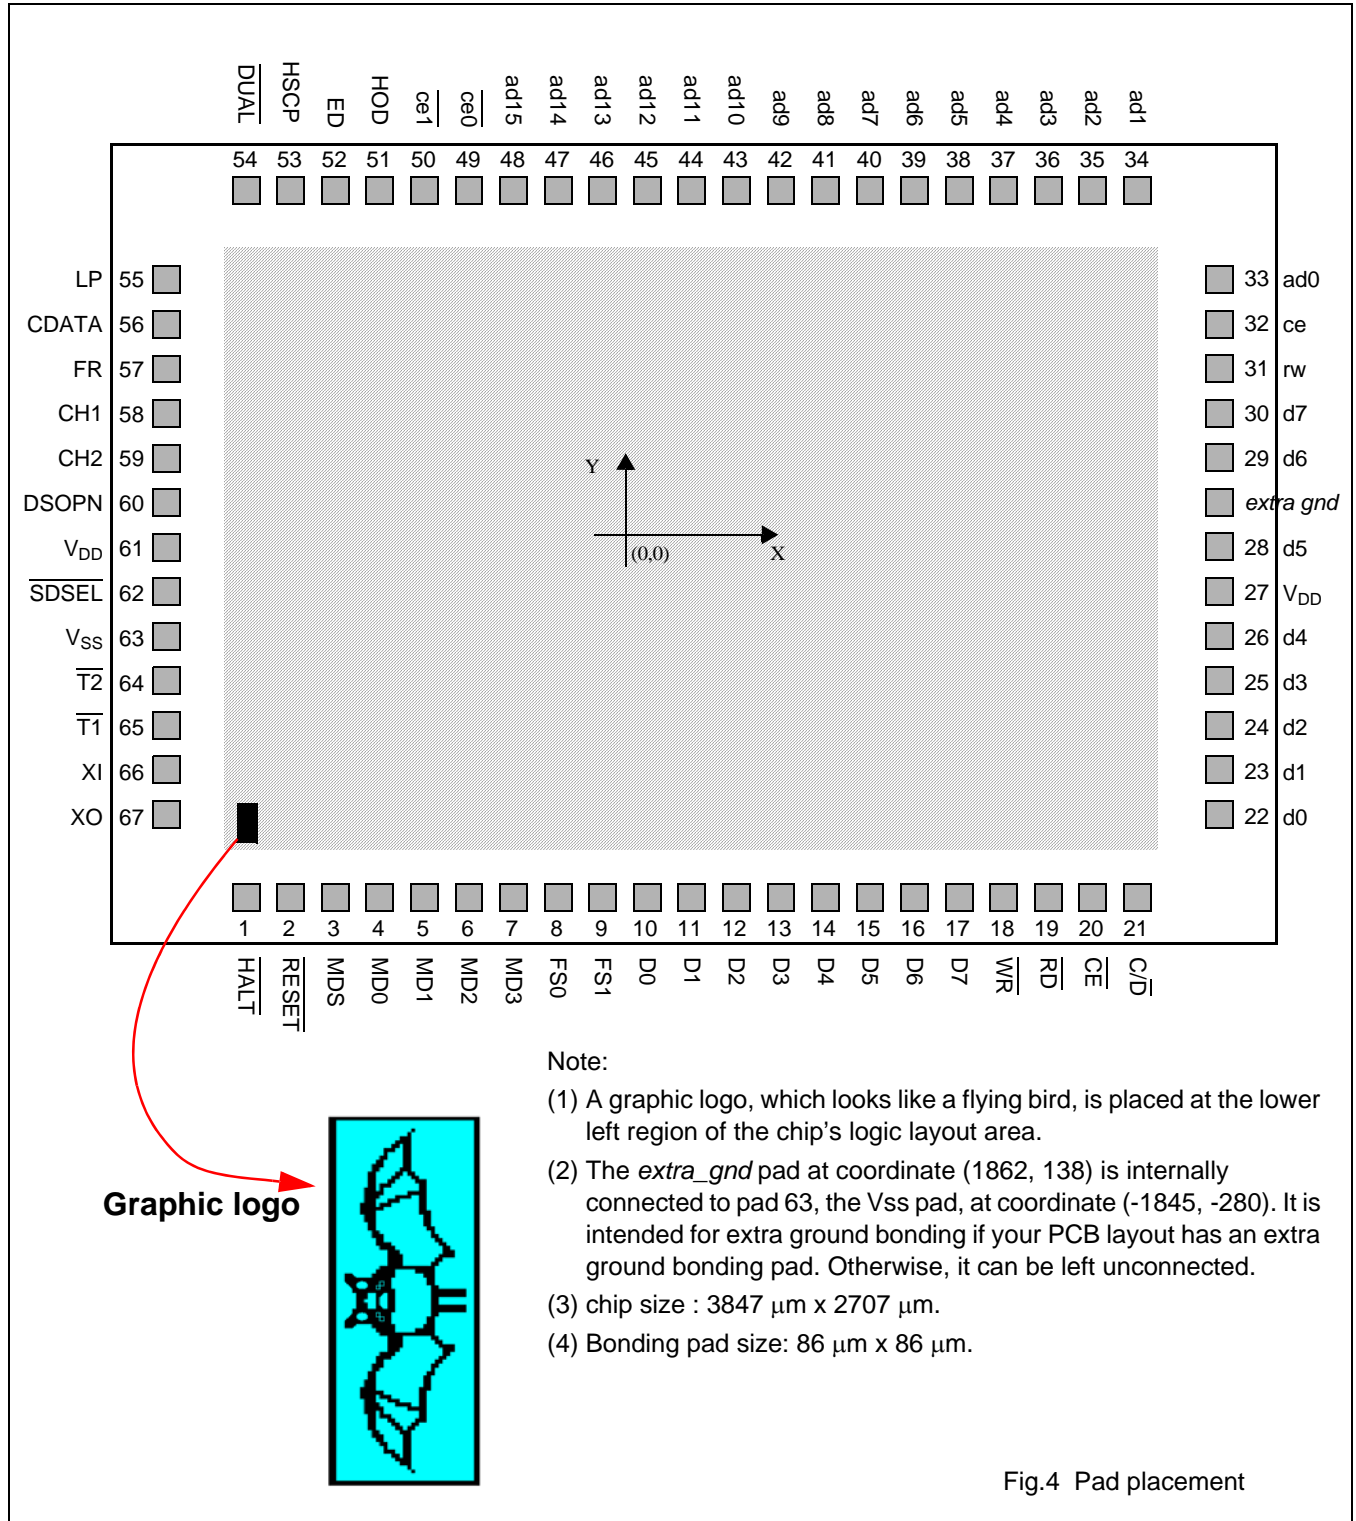 DUAL HSCP ED HOD ce1 ce0 ad15 ad14 ad13 ad12 ad11 ad10 ad9 ad8 ad7 ad6 ad5 ad4 ad3 ad2 ad1
54 53 52 51 50 49 48 47 46 45 44 43 42 41 40 39 38 37 36 35 34
LP 55 33 ad0
CDATA 56 32 ce
FR 57 31 rw
CH1 58 30 d7
CH2 59 29 d6
DSOPN 60 extra gnd
VDD 61 28 d5
SDSEL 62 27 VDD
VSS 63 26 d4
T2 64 25 d3
T1 65 24 d2
XI 66 23 d1
XO 67 22 d0
Y
(0,0) X
1 2 3 4 5 6 7 8 9 10 11 12 13 14 15 16 17 18 19 20 21
HALT RESET MDS MD0 MD1 MD2 MD3 FS0 FS1 D0 D1 D2 D3 D4 D5 D6 D7 WR RD CE C/D
Graphic logo
Note:
(1) A graphic logo, which looks like a flying bird, is placed at the lower
left region of the chip's logic layout area.
(2) The extra_gnd pad at coordinate (1862, 138) is internally
connected to pad 63, the Vss pad, at coordinate (-1845, -280). It is
intended for extra ground bonding if your PCB layout has an extra
ground bonding pad. Otherwise, it can be left unconnected.
(3) chip size : 3847 μm x 2707 μm.
(4) Bonding pad size: 86 μm x 86 μm.
Fig.4 Pad placement